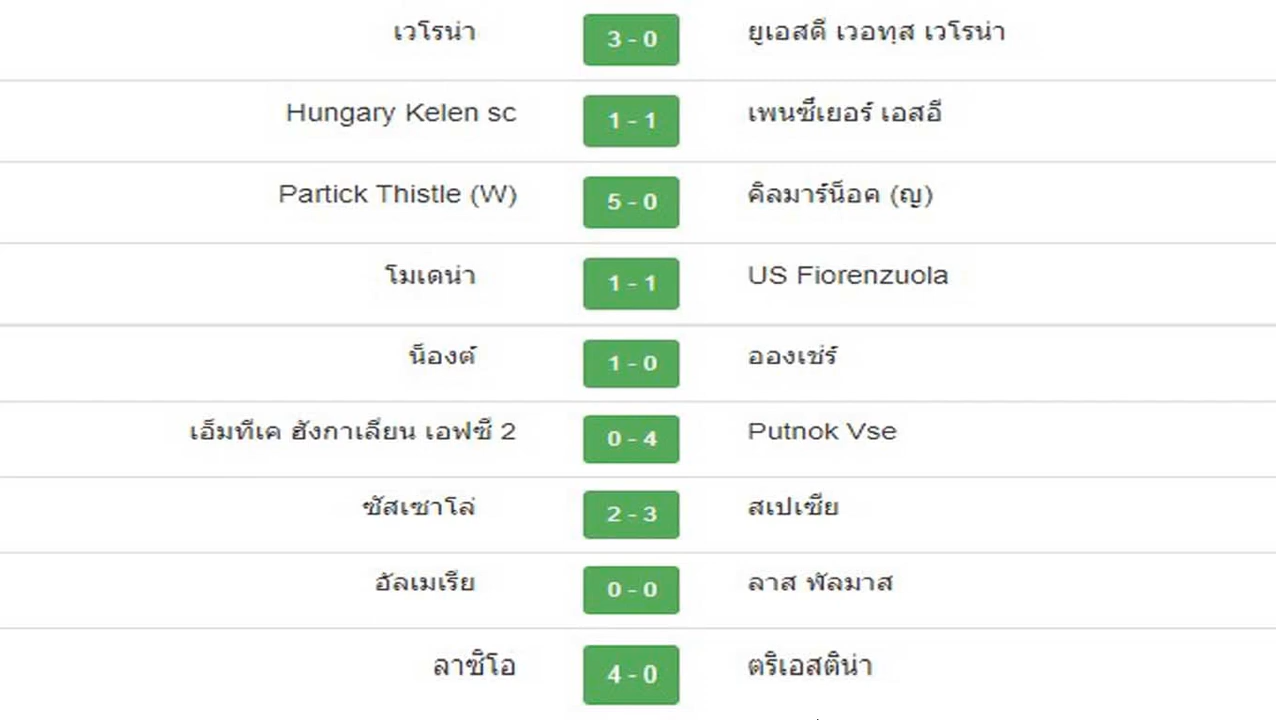 เวโรน่า 3 - 0 ยูเอสดี เวอทุส เวโรน่า
Hungary Kelen sc 1 - 1 เพนซี่เยอร์ เอสอี
Partick Thistle (W) 5 - 0 คิลมาร์น็อค (ญ)
โมเดน่า 1 - 1 US Fiorenzuola
น็องต์ 1 - 0 อองเช่ร์
เอ็มทีเค ฮังกาเลียน เอฟซี 2 0 - 4 Putnok Vse
ซัสเซาโล่ 2 - 3 สเปเซีย
อัลเมเรีย 0 - 0 ลาส พัลมาส
ลาซิโอ 4 - 0 ตริเอสติน่า